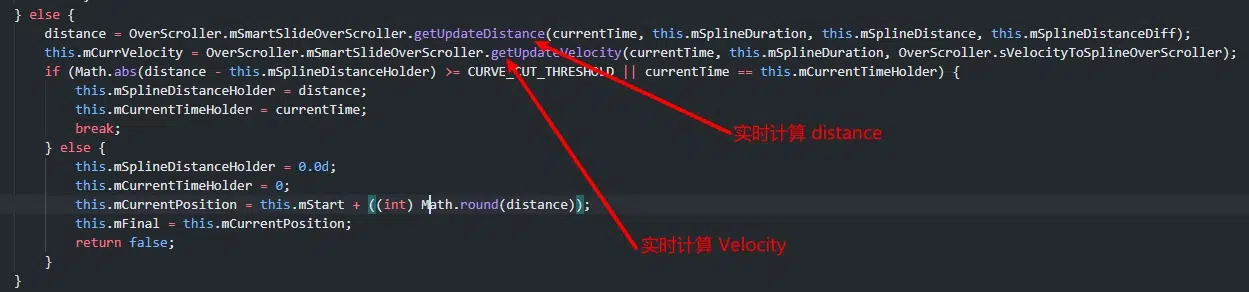 } else {
distance = OverScroller.mSmartSlideOverScroller.getUpdateDistance(currentTime, this.mSplineDuration, this.mSplineDistance, this.mSplineDistanceDiff);
this.mCurrVelocity = OverScroller.mSmartSlideOverScroller.getUpdateVelocity(currentTime, this.mSplineDuration, OverScroller.sVelocityToSplineOverScroller);
if (Math.abs(distance - this.mSplineDistanceHolder) >= CURVE_CUT_THRESHOLD || currentTime == this.mCurrentTimeHolder) {
this.mSplineDistanceHolder = distance;
this.mCurrentTimeHolder = currentTime;
break;
实时计算 distance
} else {
this.mSplineDistanceHolder = 0.0d;
this.mCurrentTimeHolder = 0;
this.mCurrentPosition = this.mStart + ((int) Math.round(distance));
this.mFinal = this.mCurrentPosition;
return false;
实时计算 Velocity
}
}